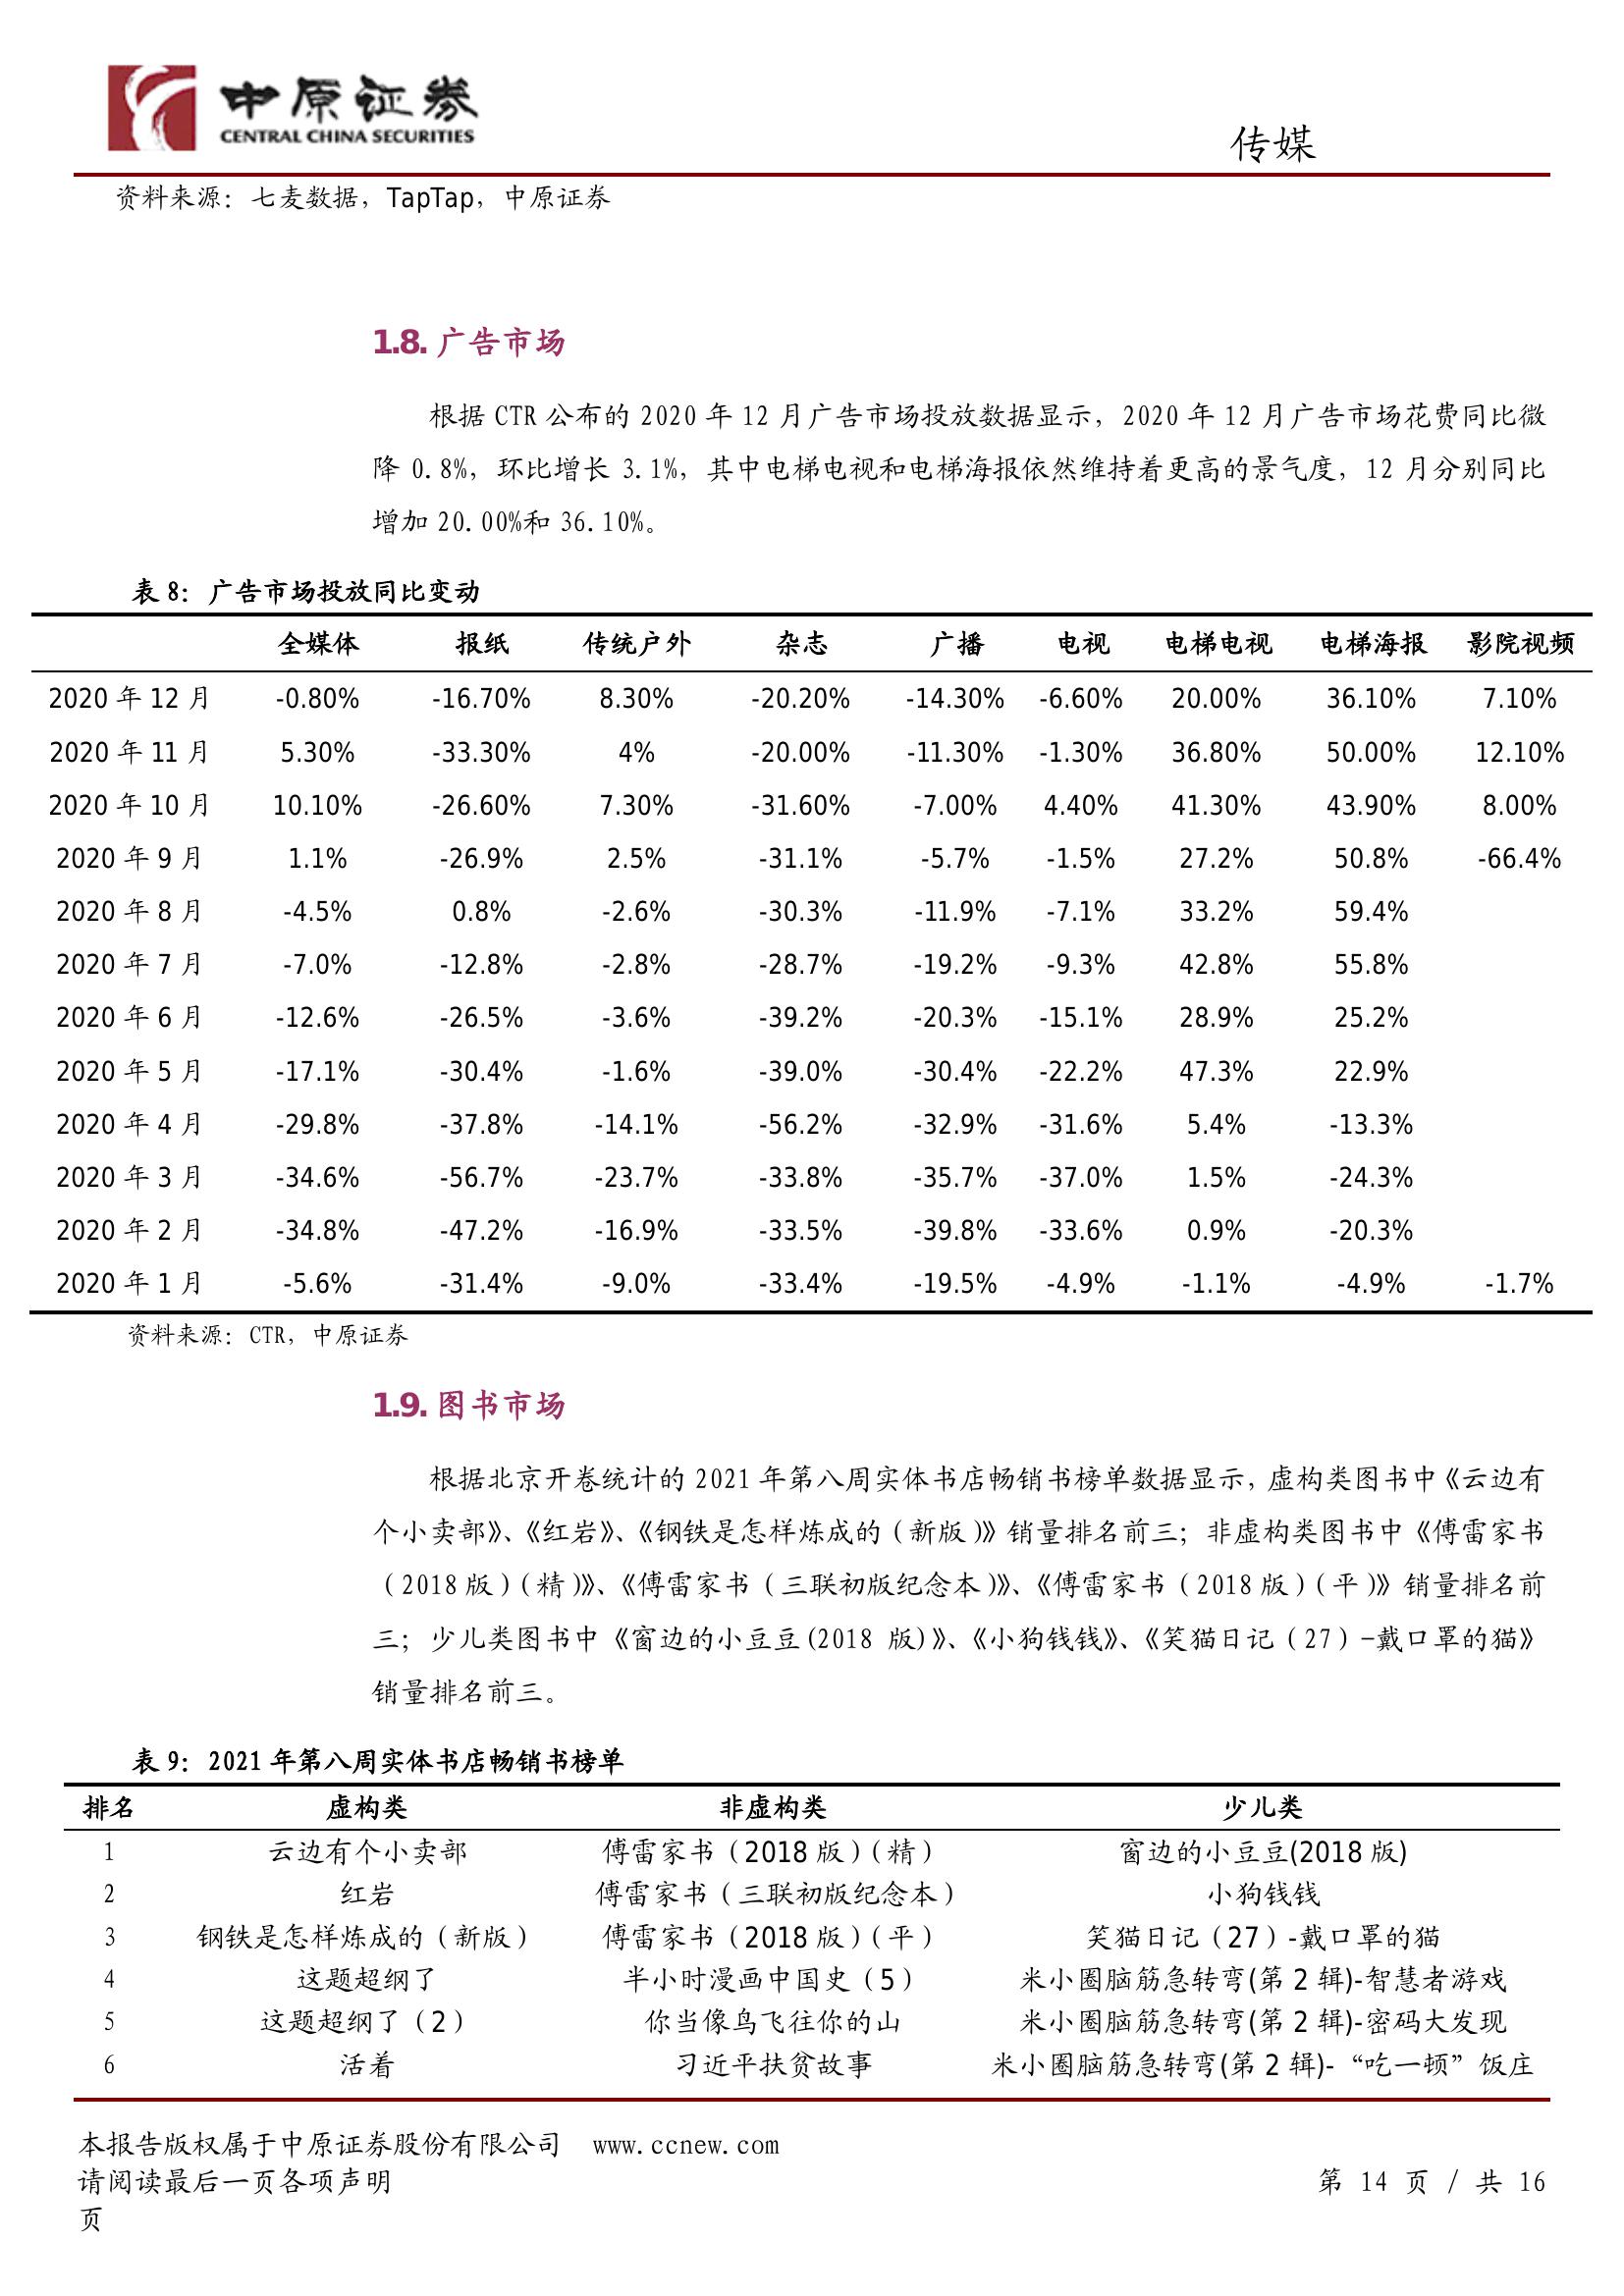 中原证券
CENTRAL CHINA SECURITIES
传媒
资料来源：七麦数据，TapTap，中原证券
1.8. 广告市场
根据 CTR 公布的 2020 年 12 月广告市场投放数据显示，2020 年 12 月广告市场花费同比微
降 0.8%，环比增长 3.1%，其中电梯电视和电梯海报依然维持着更高的景气度，12 月分别同比
增加 20.00%和 36.10%。
表 8：广告市场投放同比变动
全媒体 报纸 传统户外 杂志 广播 电视 电梯电视 电梯海报 影院视频
2020 年 12 月 -0.80% -16.70% 8.30% -20.20% -14.30% -6.60% 20.00% 36.10% 7.10%
2020 年 11 月 5.30% -33.30% 4% -20.00% -11.30% -1.30% 36.80% 50.00% 12.10%
2020 年 10 月 10.10% -26.60% 7.30% -31.60% -7.00% 4.40% 41.30% 43.90% 8.00%
2020 年 9 月 1.1% -26.9% 2.5% -31.1% -5.7% -1.5% 27.2% 50.8% -66.4%
2020 年 8 月 -4.5% 0.8% -2.6% -30.3% -11.9% -7.1% 33.2% 59.4%
2020 年 7 月 -7.0% -12.8% -2.8% -28.7% -19.2% -9.3% 42.8% 55.8%
2020 年 6 月 -12.6% -26.5% -3.6% -39.2% -20.3% -15.1% 28.9% 25.2%
2020 年 5 月 -17.1% -30.4% -1.6% -39.0% -30.4% -22.2% 47.3% 22.9%
2020 年 4 月 -29.8% -37.8% -14.1% -56.2% -32.9% -31.6% 5.4% -13.3%
2020 年 3 月 -34.6% -56.7% -23.7% -33.8% -35.7% -37.0% 1.5% -24.3%
2020 年 2 月 -34.8% -47.2% -16.9% -33.5% -39.8% -33.6% 0.9% -20.3%
2020 年 1 月 -5.6% -31.4% -9.0% -33.4% -19.5% -4.9% -1.1% -4.9% -1.7%
资料来源：CTR，中原证券
1.9. 图书市场
根据北京开卷统计的 2021 年第八周实体书店畅销书榜单数据显示，虚构类图书中《云边有
个小卖部》、《红岩》、《钢铁是怎样炼成的（新版）》销量排名前三；非虚构类图书中《傅雷家书
（2018 版）（精）》、《傅雷家书（三联初版纪念本）》、《傅雷家书（2018 版）（平）》销量排名前
三；少儿类图书中《窗边的小豆豆(2018 版)》、《小狗钱钱》、《笑猫日记（27）-戴口罩的猫》
销量排名前三。
表 9：2021 年第八周实体书店畅销书榜单
排名 虚构类 非虚构类 少儿类
1 云边有个小卖部 傅雷家书（2018 版）（精） 窗边的小豆豆(2018 版)
2 红岩 傅雷家书（三联初版纪念本） 小狗钱钱
3 钢铁是怎样炼成的（新版） 傅雷家书（2018 版）（平） 笑猫日记（27）-戴口罩的猫
4 这题超纲了 半小时漫画中国史（5） 米小圈脑筋急转弯(第 2 辑)-智慧者游戏
5 这题超纲了（2） 你当像鸟飞往你的山 米小圈脑筋急转弯(第 2 辑)-密码大发现
6 活着 习近平扶贫故事 米小圈脑筋急转弯(第 2 辑)-“吃一顿”饭庄
本报告版权属于中原证券股份有限公司 www.ccnew.com
请阅读最后一页各项声明 第 14 页 / 共 16
页